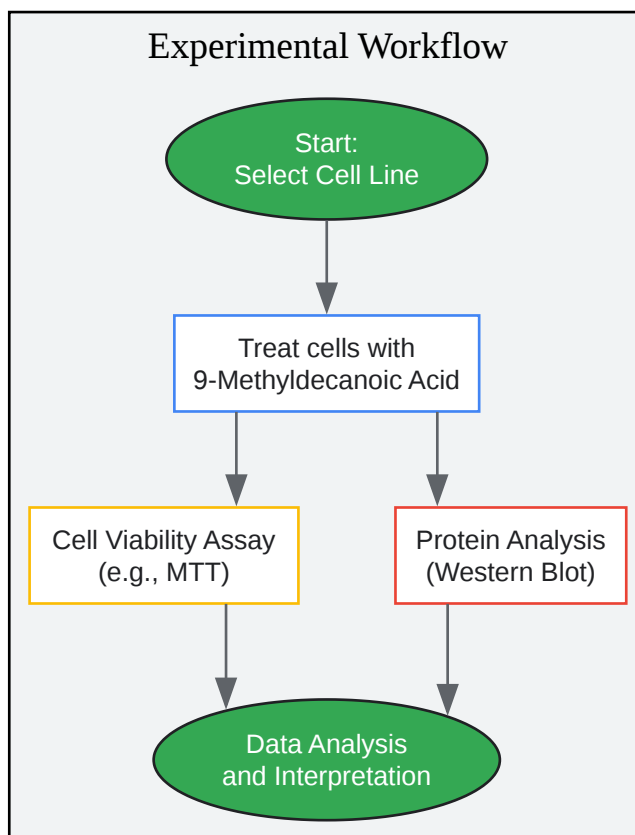 Experimental Workflow
Start:
Select Cell Line
Treat cells with
9-Methyldecanoic Acid
Cell Viability Assay
(e.g., MTT)
Protein Analysis
(Western Blot)
Data Analysis
and Interpretation